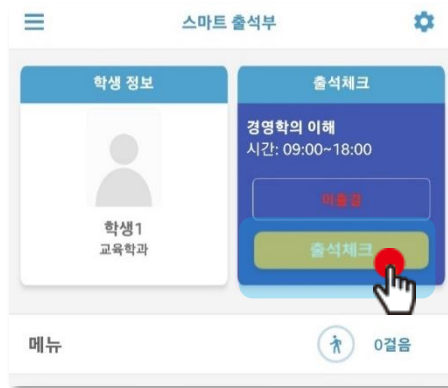 스마트 출석부
학생 정보
학생1
교육학과
출석체크
경영학의 이해
시간: 09:00~18:00
미출결
출석체크
메뉴
0걸음